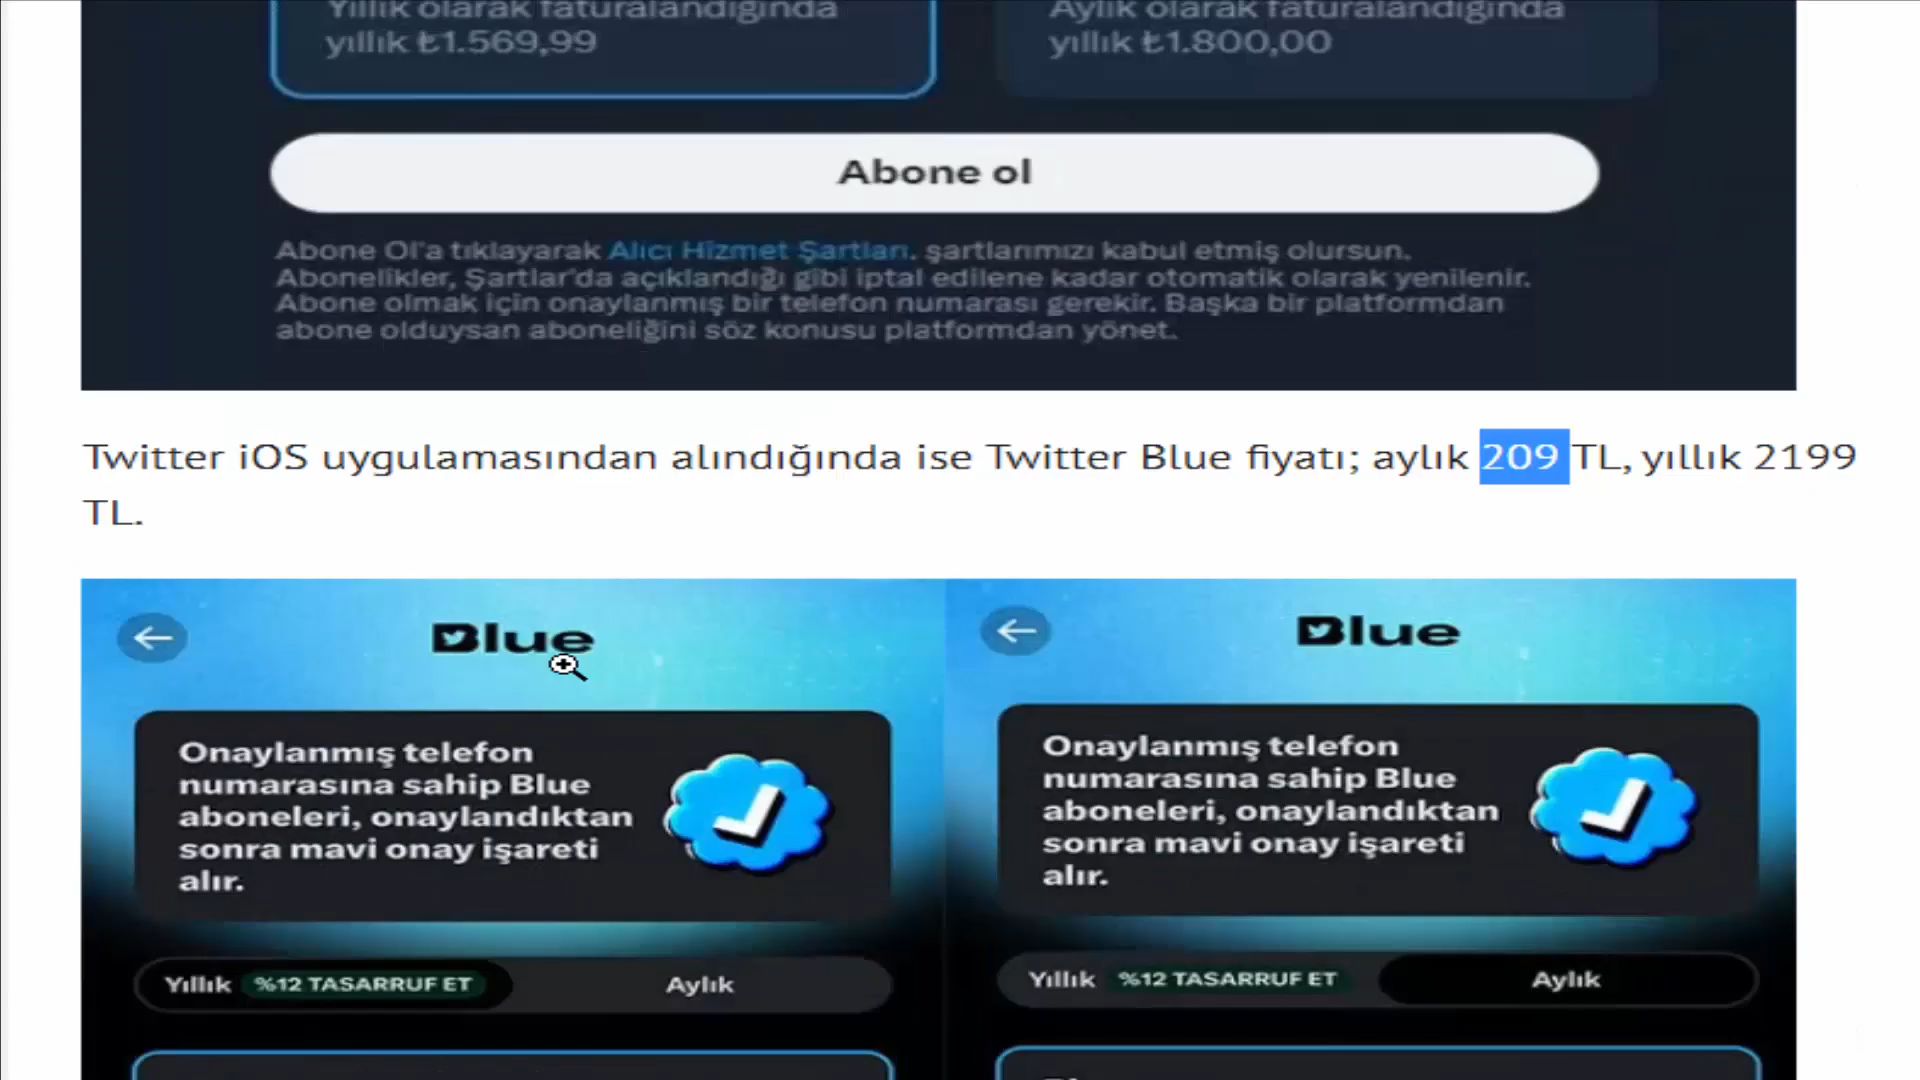 Yıllık olarak faturalandığında
yıllık ₺1.569,99
Aylık olarak faturalandığında
yıllık ₺1.800,00
Abone ol
Abone Ol'a tıklayarak Alıcı Hizmet Şartları. şartlarımızı kabul etmiş olursun.
Abonelikler, Şartlar'da açıklandığı gibi iptal edilene kadar otomatik olarak yenilenir.
Abone olmak için onaylanmış bir telefon numarası gerekir. Başka bir platformdan
abone olduysan aboneliğini söz konusu platformdan yönet.
Twitter iOS uygulamasından alındığında ise Twitter Blue fiyatı; aylık 209 TL, yıllık 2199
TL.
Blue
Onaylanmış telefon
numarasına sahip Blue
aboneleri, onaylandıktan
sonra mavi onay işareti
alır.
Yıllık %12 TASARRUF ET Aylık
Blue
Onaylanmış telefon
numarasına sahip Blue
aboneleri, onaylandıktan
sonra mavi onay işareti
alır.
Yıllık %12 TASARRUF ET Aylık